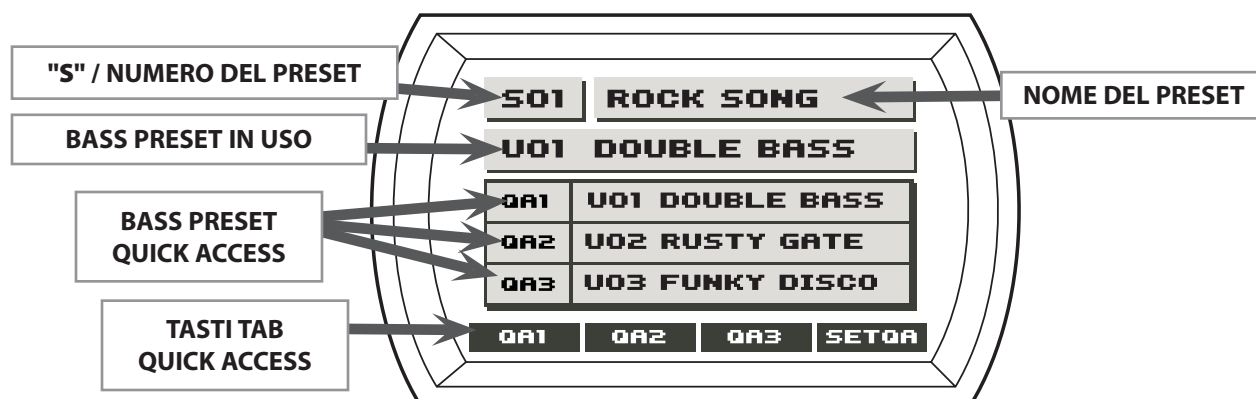 "S" / NUMERO DEL PRESET
S01 ROCK SONG
NOME DEL PRESET
BASS PRESET IN USO
U01 DOUBLE BASS
BASS PRESET
QUICK ACCESS
QA1 U01 DOUBLE BASS
QA2 U02 RUSTY GATE
QA3 U03 FUNKY DISCO
TASTI TAB
QUICK ACCESS
QA1 QA2 QA3 SETQA